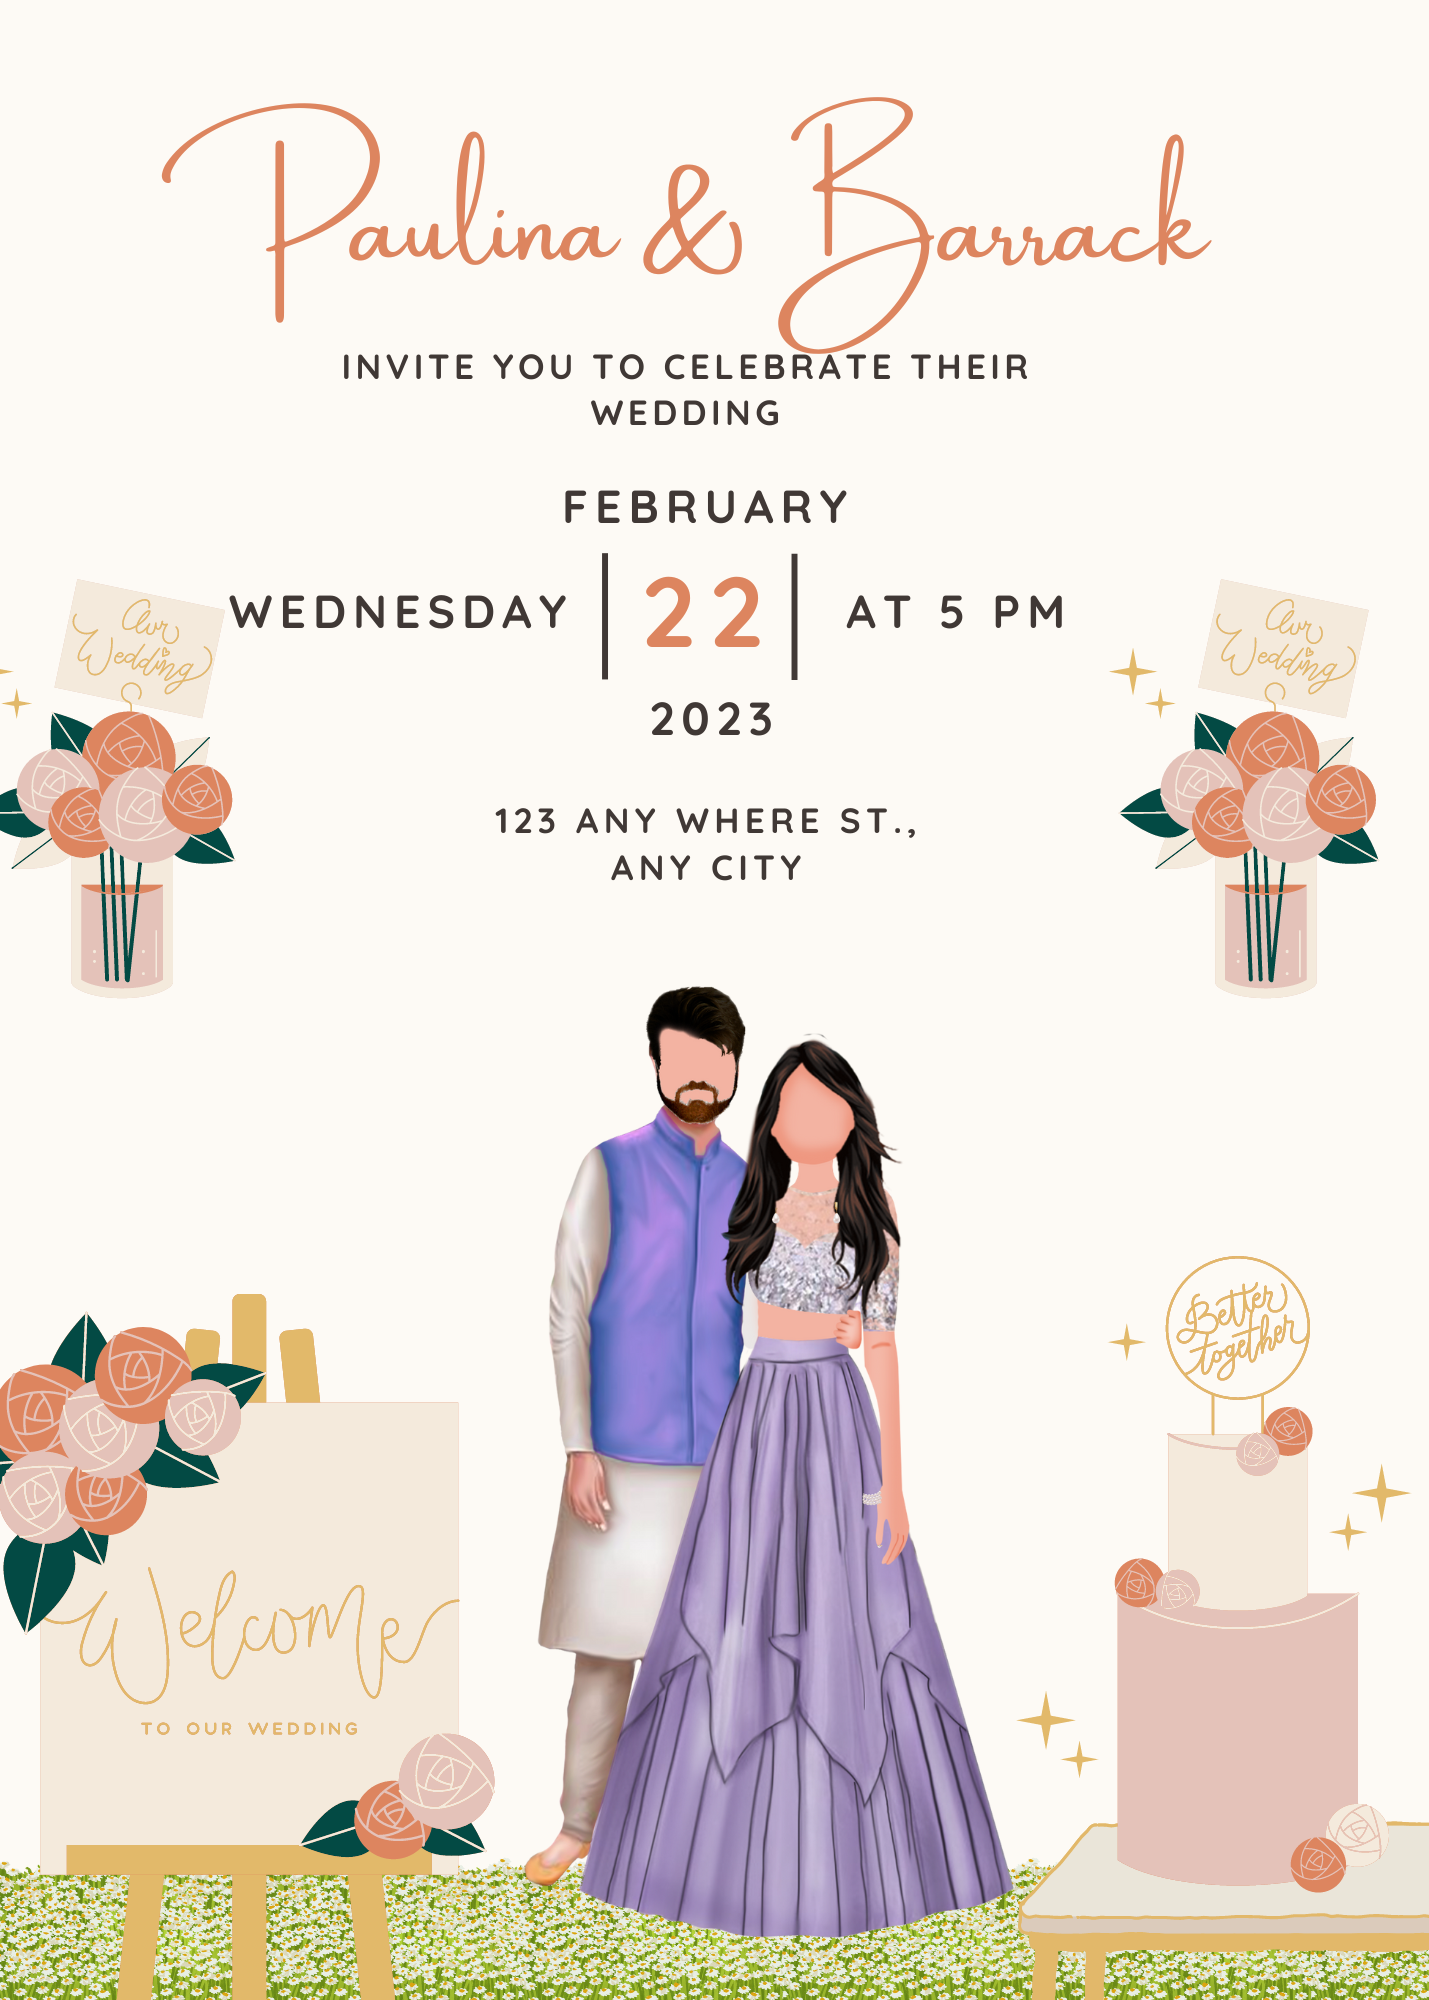 Paulina & Barrack
INVITE YOU TO CELEBRATE THEIR
WEDDING
FEBRUARY
WEDNESDAY 22 AT 5 PM
2023
123 ANY WHERE ST.,
ANY CITY
Our
Wedding
Our
Wedding
Better
together
Welcome
TO OUR WEDDING